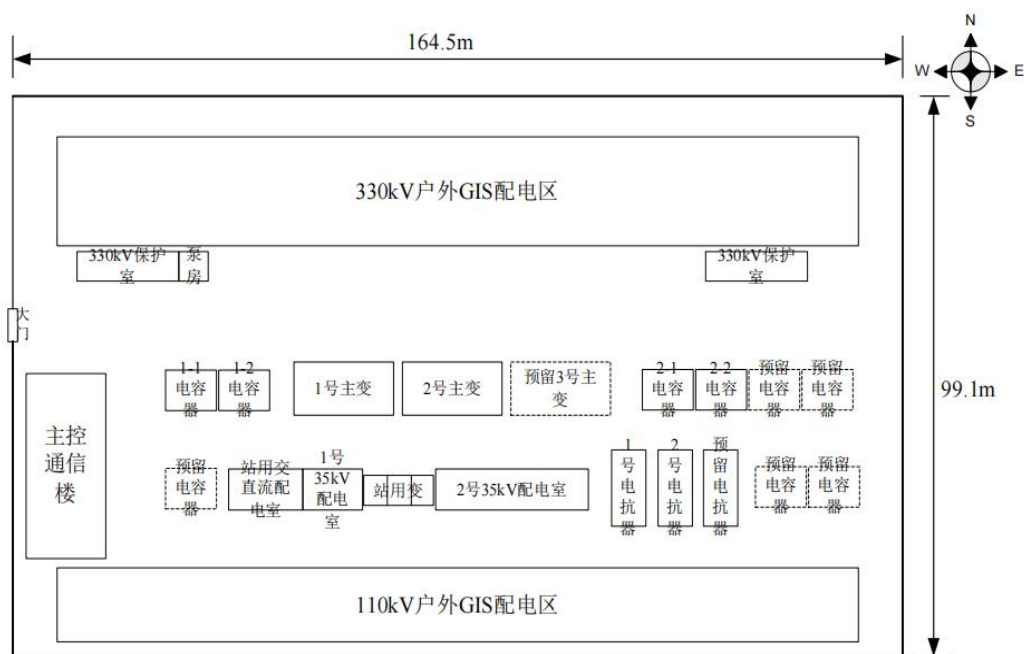 164.5m
N
W
E
S
330kV户外GIS配电区
330kV保护
室
泵
房
330kV保护
室
大
门
1-1
电容
器
1-2
电容
器
1号主变
2号主变
预留3号主
变
2-1
电容
器
2-2
电容
器
预留
电容
器
预留
电容
器
99.1m
主控
通信
楼
预留
电容
器
站用交
直流配
电室
1号
35kV
配电
室
站用变
2号35kV配电室
1
号
电
抗
器
2
号
电
抗
器
预
留
电
抗
器
预留
电容
器
预留
电容
器
110kV户外GIS配电区